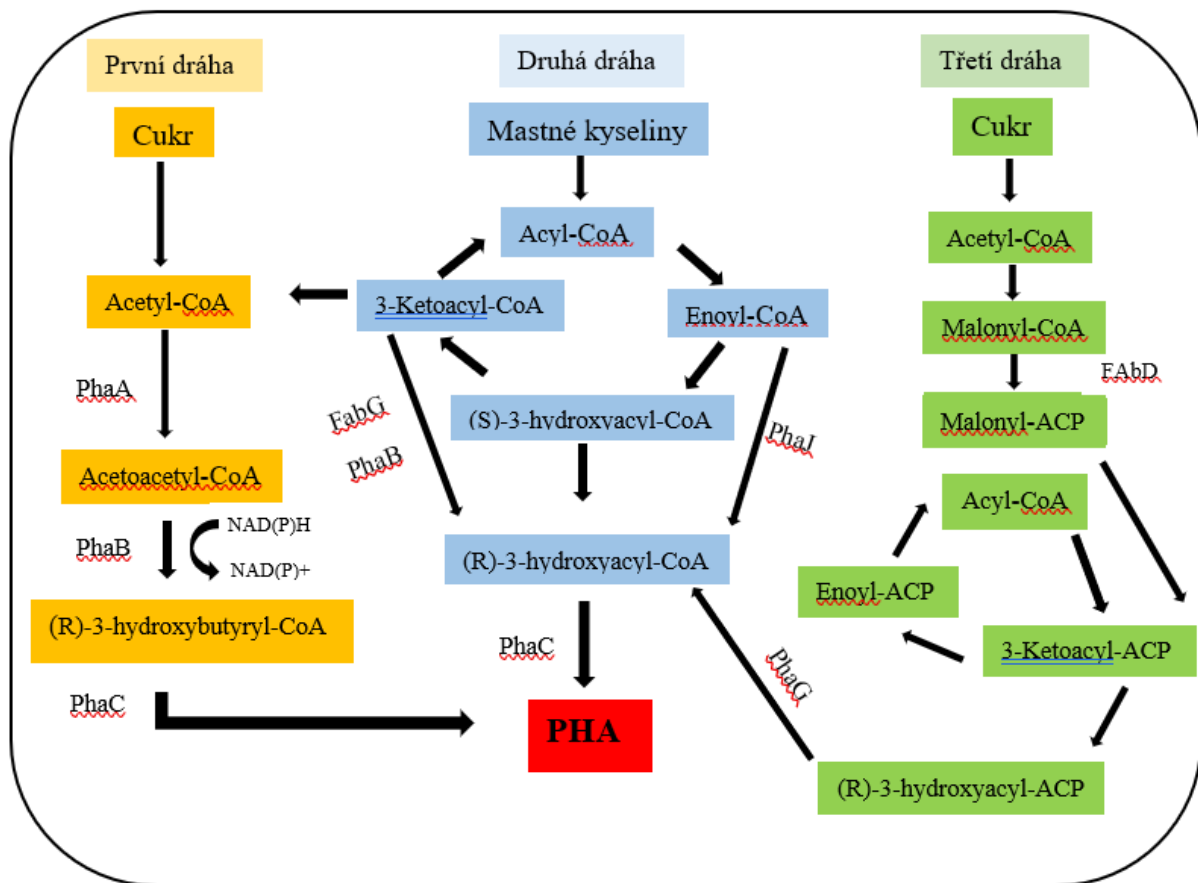 První dráha
Druhá dráha
Třetí dráha
Cukr
Mastné kyseliny
Cukr
Acyl-CoA
Acetyl-CoA
Acetyl-CoA
3-Ketoacyl-CoA
Enoyl-CoA
Malonyl-CoA
PhaA
FAbD
FabG
(S)-3-hydroxyacyl-CoA
Malonyl-ACP
PhaJ
PhaB
Acetoacetyl-CoA
Acyl-CoA
NAD(P)H
PhaB
(R)-3-hydroxyacyl-CoA
NAD(P)+
Enoyl-ACP
(R)-3-hydroxybutyryl-CoA
PhaC
3-Ketoacyl-ACP
PhaG
PhaC
PHA
(R)-3-hydroxyacyl-ACP